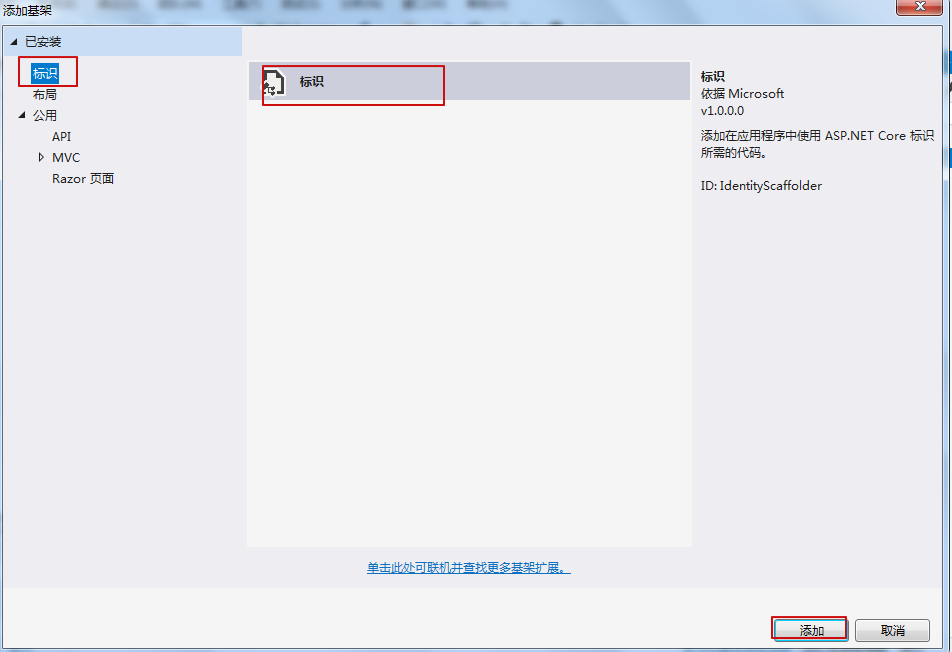 添加基架
已安装
标识
布局
公用
API
MVC
Razor 页面
标识
标识
依据 Microsoft
v1.0.0.0
添加在应用程序中使用 ASP.NET Core 标识
所需的代码。
ID: IdentityScaffolder
单击此处可联机并查找更多基架扩展。
添加
取消